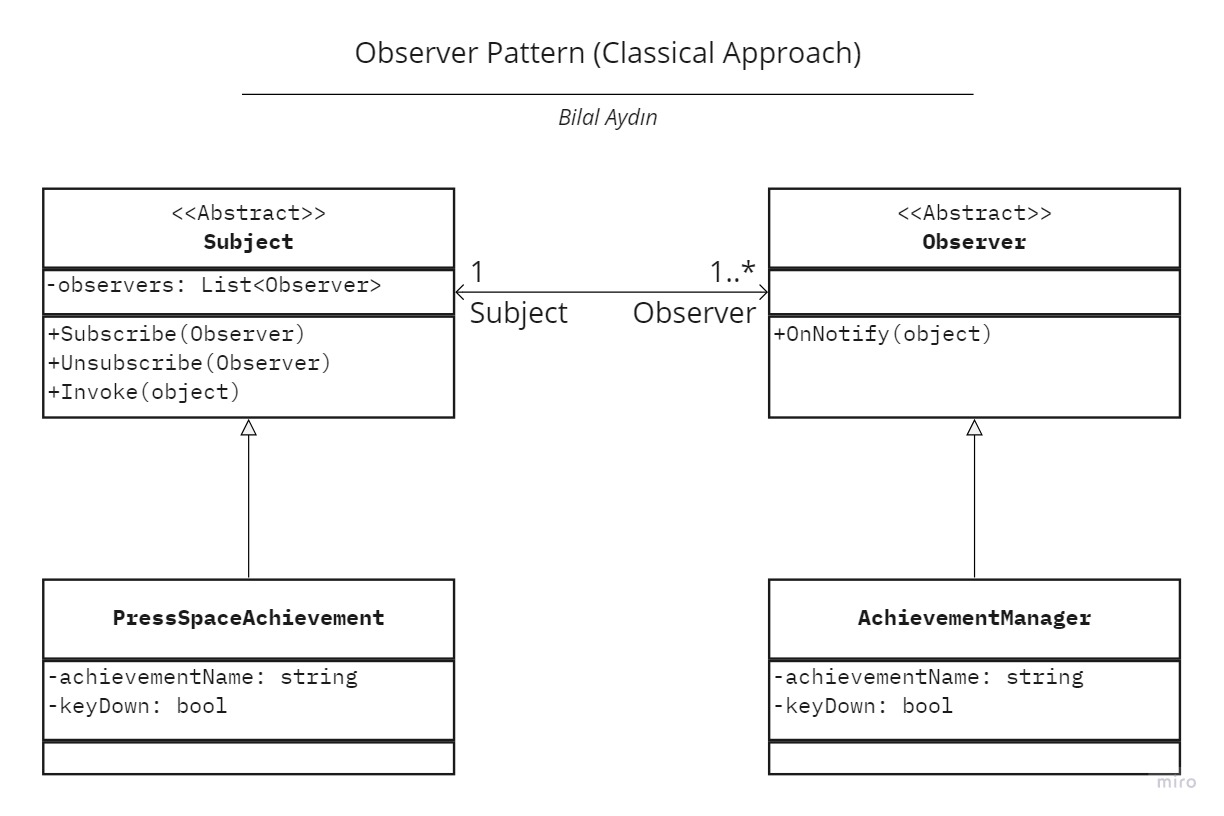 Observer Pattern (Classical Approach)
Bilal Aydın
<<Abstract>>
Subject
-observers: List<Observer>
+Subscribe(Observer)
+Unsubscribe(Observer)
+Invoke(object)
1
1..*
Subject
Observer
<<Abstract>>
Observer
+OnNotify(object)
PressSpaceAchievement
-achievementName: string
-keyDown: bool
AchievementManager
-achievementName: string
-keyDown: bool
miro